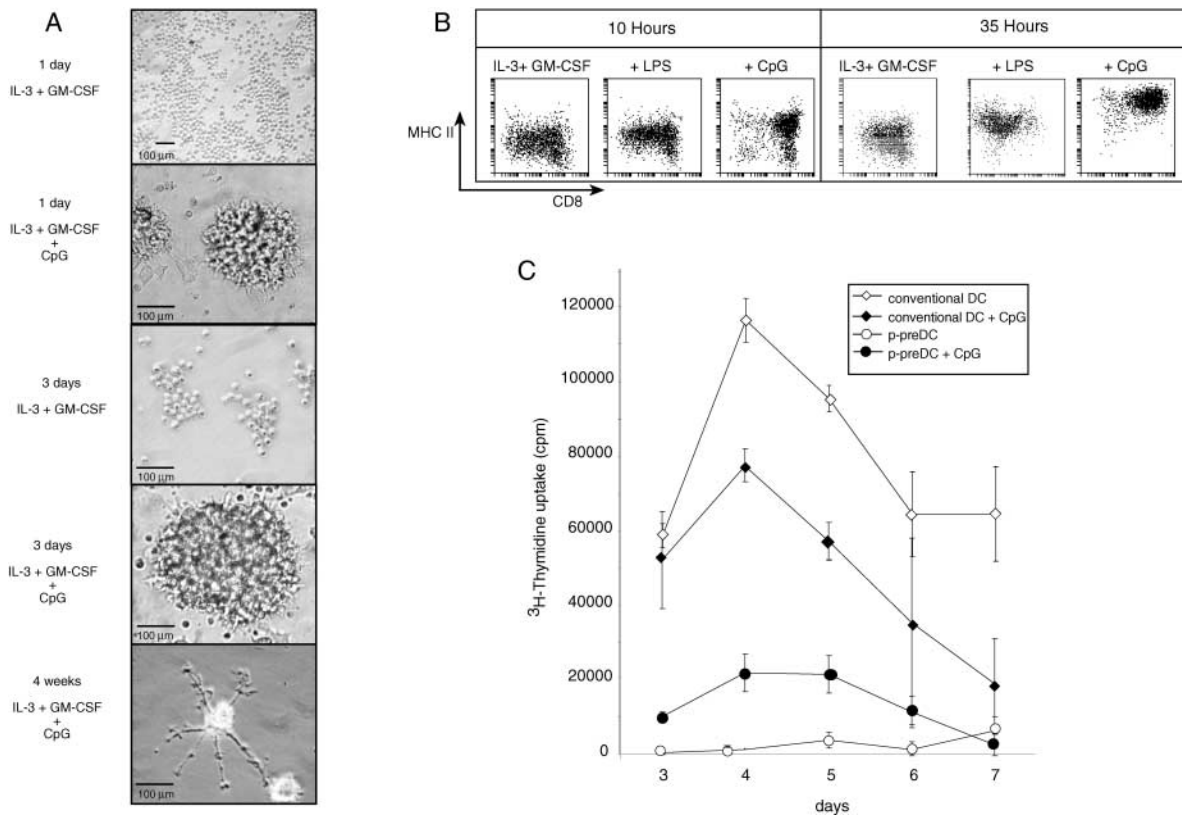 A
1 day
IL-3 + GM-CSF
100 µm
1 day
IL-3 + GM-CSF
+
CpG
100 µm
3 days
IL-3 + GM-CSF
100 µm
3 days
IL-3 + GM-CSF
+
CpG
100 µm
4 weeks
IL-3 + GM-CSF
+
CpG
100 µm
B
10 Hours
35 Hours
IL-3+ GM-CSF
+ LPS
+ CpG
IL-3+ GM-CSF
+ LPS
+ CpG
MHC II
CD8
C
conventional DC
conventional DC + CpG
p-preDC
p-preDC + CpG
³H-Thymidine uptake (cpm)
120000
100000
80000
60000
40000
20000
0
3 4 5 6 7
days